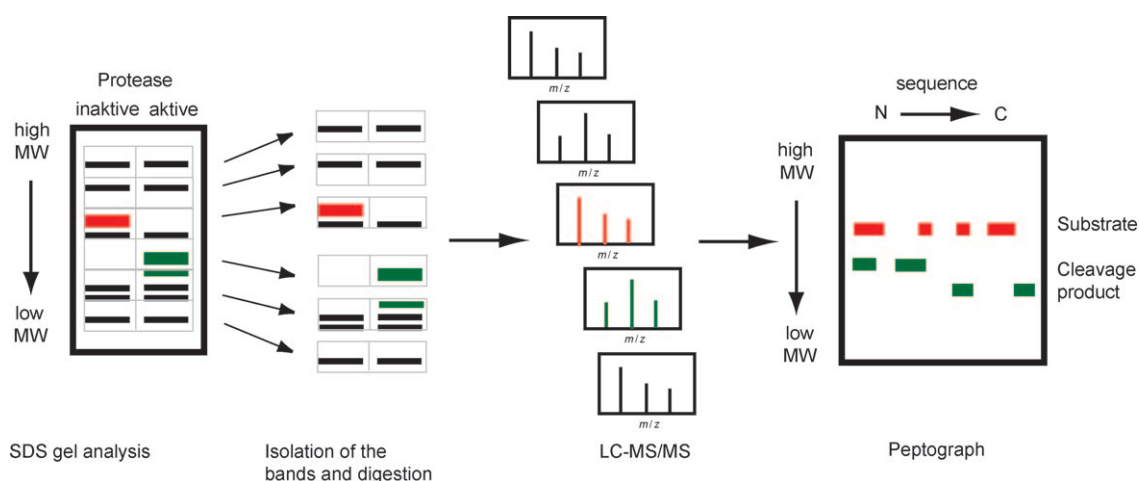 Protease
inaktive aktive
high
MW
low
MW
m/z
m/z
m/z
m/z
m/z
sequence
N C
high
MW
low
MW
Substrate
Cleavage
product
SDS gel analysis
Isolation of the
bands and digestion
LC-MS/MS
Peptograph